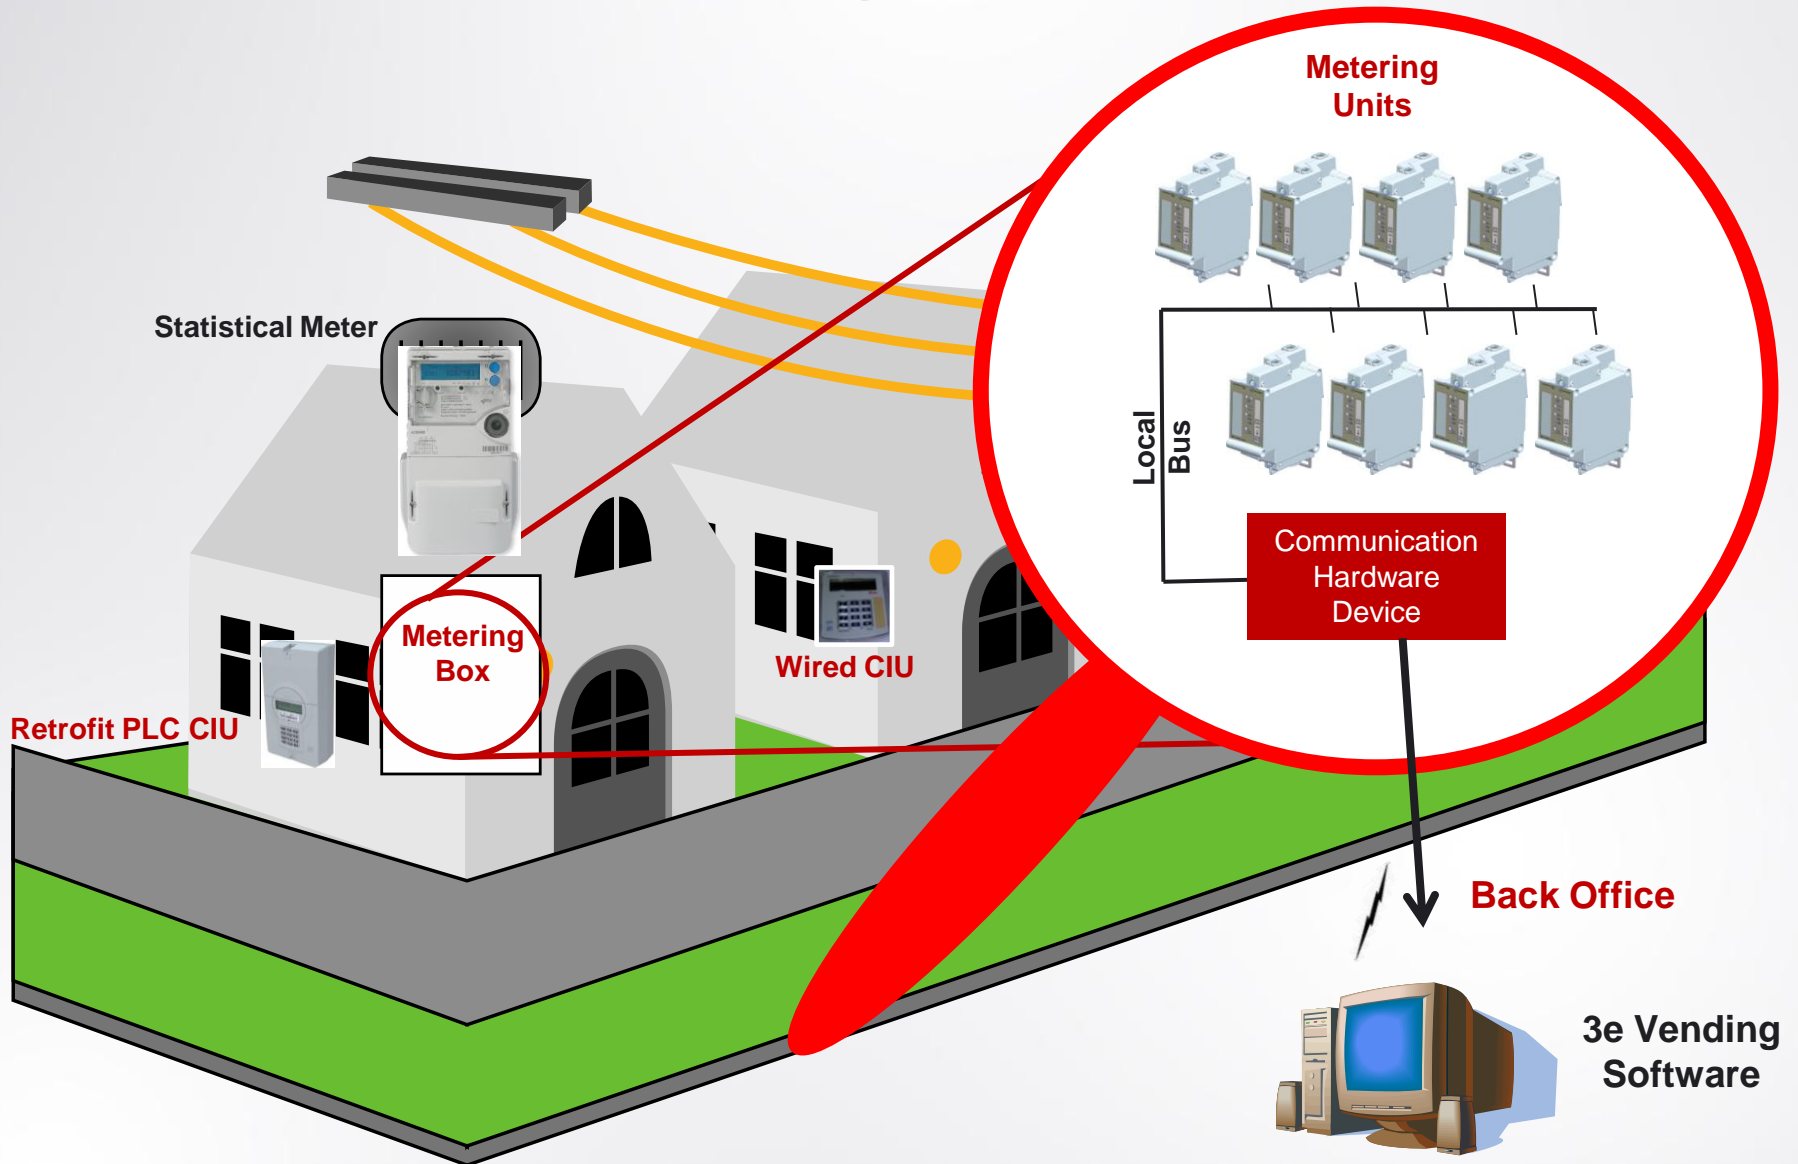 Metering
Units
Statistical Meter
Local
Bus
Communication
Hardware
Device
Metering
Box
Wired CIU
Retrofit PLC CIU
Back Office
3e Vending
Software